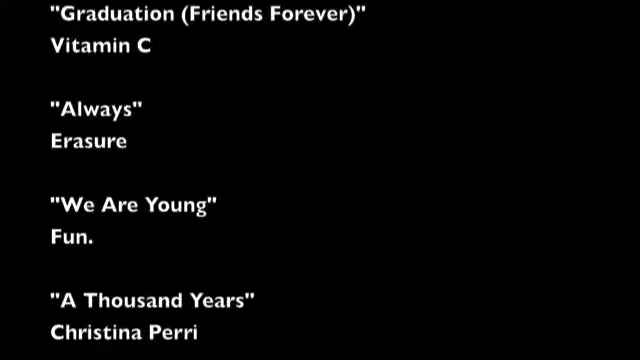 "Graduation (Friends Forever)"
Vitamin C
"Always"
Erasure
"We Are Young"
Fun.
"A Thousand Years"
Christina Perri